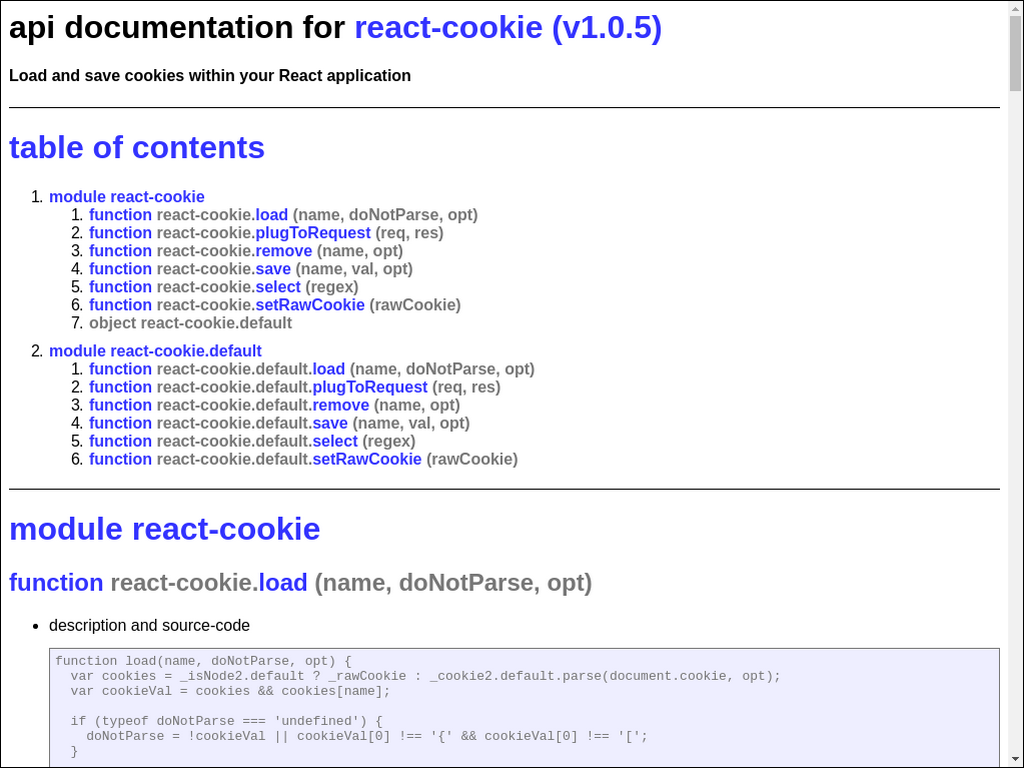 api documentation for react-cookie (v1.0.5)
Load and save cookies within your React application
table of contents
1. module react-cookie
1. function react-cookie.load (name, doNotParse, opt)
2. function react-cookie.plugToRequest (req, res)
3. function react-cookie.remove (name, opt)
4. function react-cookie.save (name, val, opt)
5. function react-cookie.select (regex)
6. function react-cookie.setRawCookie (rawCookie)
7. object react-cookie.default
2. module react-cookie.default
1. function react-cookie.default.load (name, doNotParse, opt)
2. function react-cookie.default.plugToRequest (req, res)
3. function react-cookie.default.remove (name, opt)
4. function react-cookie.default.save (name, val, opt)
5. function react-cookie.default.select (regex)
6. function react-cookie.default.setRawCookie (rawCookie)
module react-cookie
function react-cookie.load (name, doNotParse, opt)
• description and source-code
function load(name, doNotParse, opt) {
  var cookies = _isNode2.default ? _rawCookie : _cookie2.default.parse(document.cookie, opt);
  var cookieVal = cookies && cookies[name];
  if (typeof doNotParse === 'undefined') {
    doNotParse = !cookieVal || cookieVal[0] !== '{' && cookieVal[0] !== '[';
  }